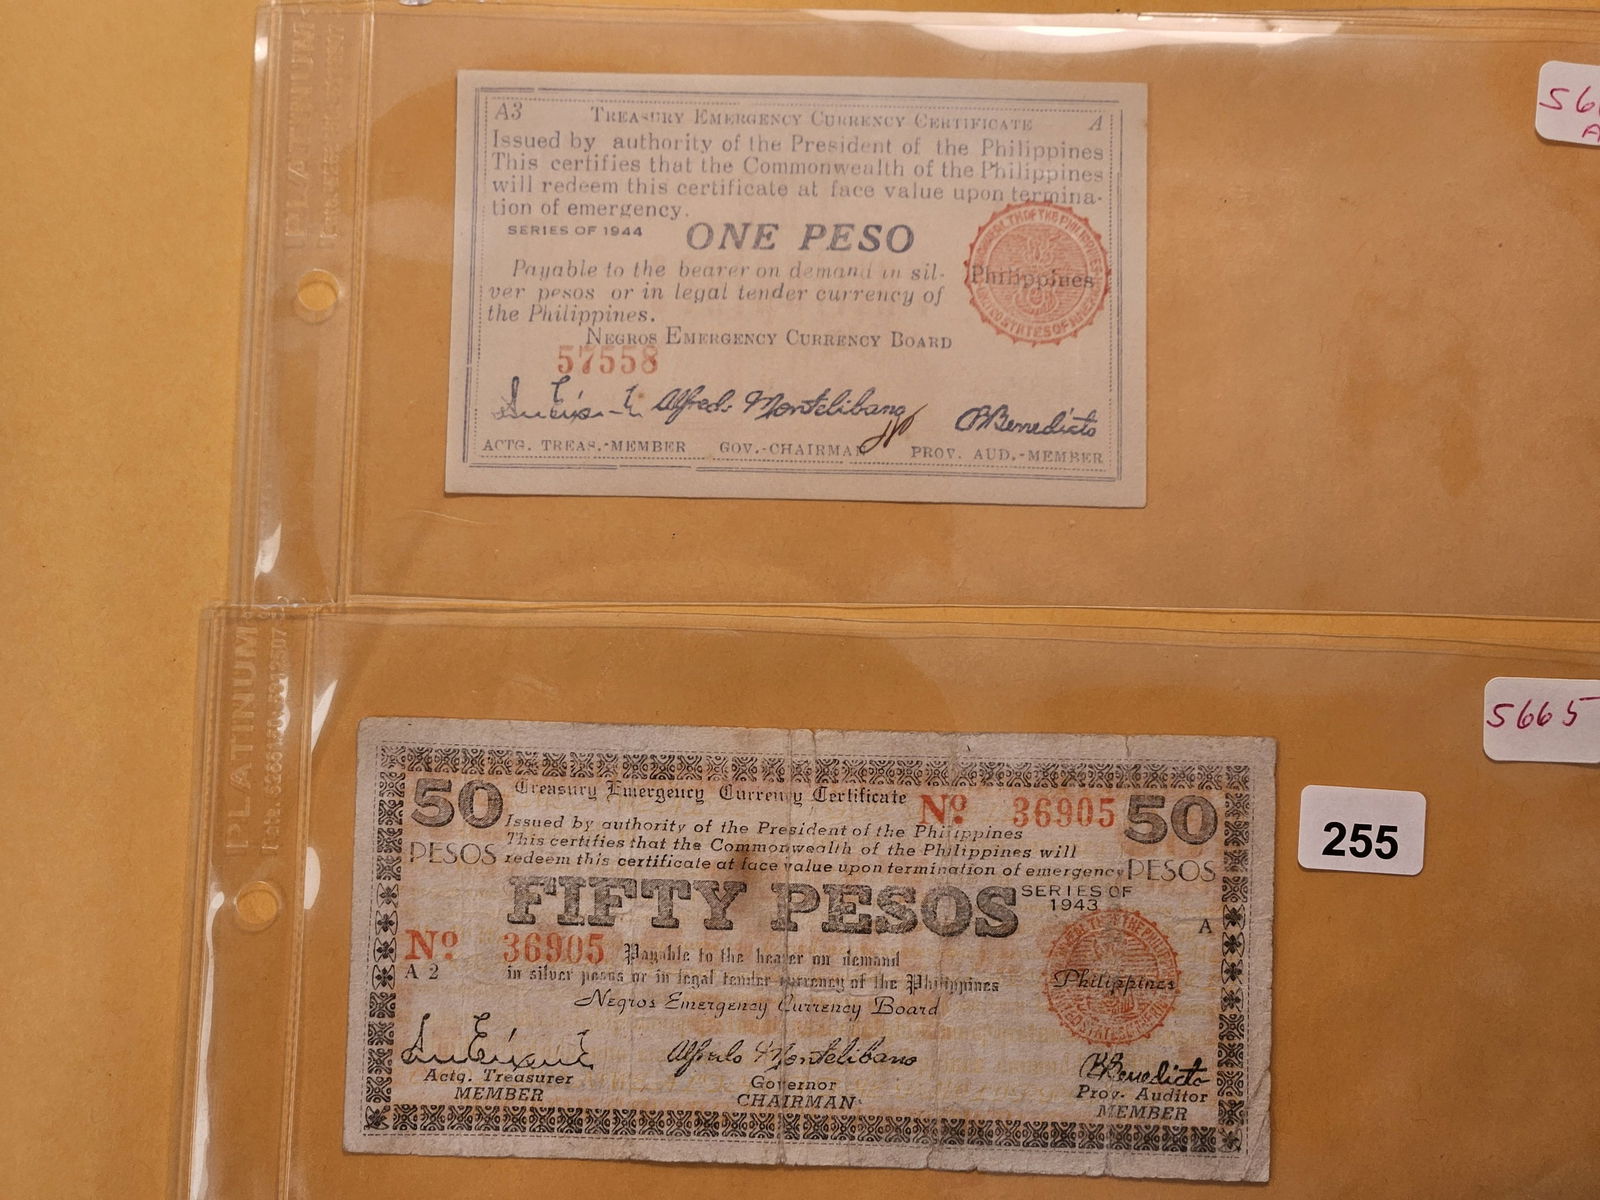 PLATINUM
A3 TREASURY EMERGENCY CURRENCY CERTIFICATE A
Issued by authority of the President of the Philippines
This certifies that the Commonwealth of the Philippines
will redeem this certificate at face value upon termina-
tion of emergency.
SERIES OF 1944 ONE PESO
Payable to the bearer on demand in sil-
ver pesos or in legal tender currency of
the Philippines.
Philippines
UNITED STATES OF
NEGROS EMERGENCY CURRENCY BOARD
57558
Alfredo Montelibano
Benedicto
ACTG. TREAS.-MEMBER GOV.-CHAIRMAN PROV. AUD.-MEMBER
PLATINUM
5665
255
50 Treasury Emergency Currency Certificate Nº 36905 50
PESOS PESOS
Issued by authority of the President of the Philippines
This certifies that the Commonwealth of the Philippines will
redeem this certificate at face value upon termination of emergency
FIFTY PESOS
SERIES OF
1943
A
Nº 36905 Payable to the bearer on demand
A 2 in silver pesos or in legal tender currency of the Philippines
Philippines
Negros Emergency Currency Board
Alfredo Montelibano
Benedicto
Actg. Treasurer
MEMBER
Governor
CHAIRMAN
Prov. Auditor
MEMBER